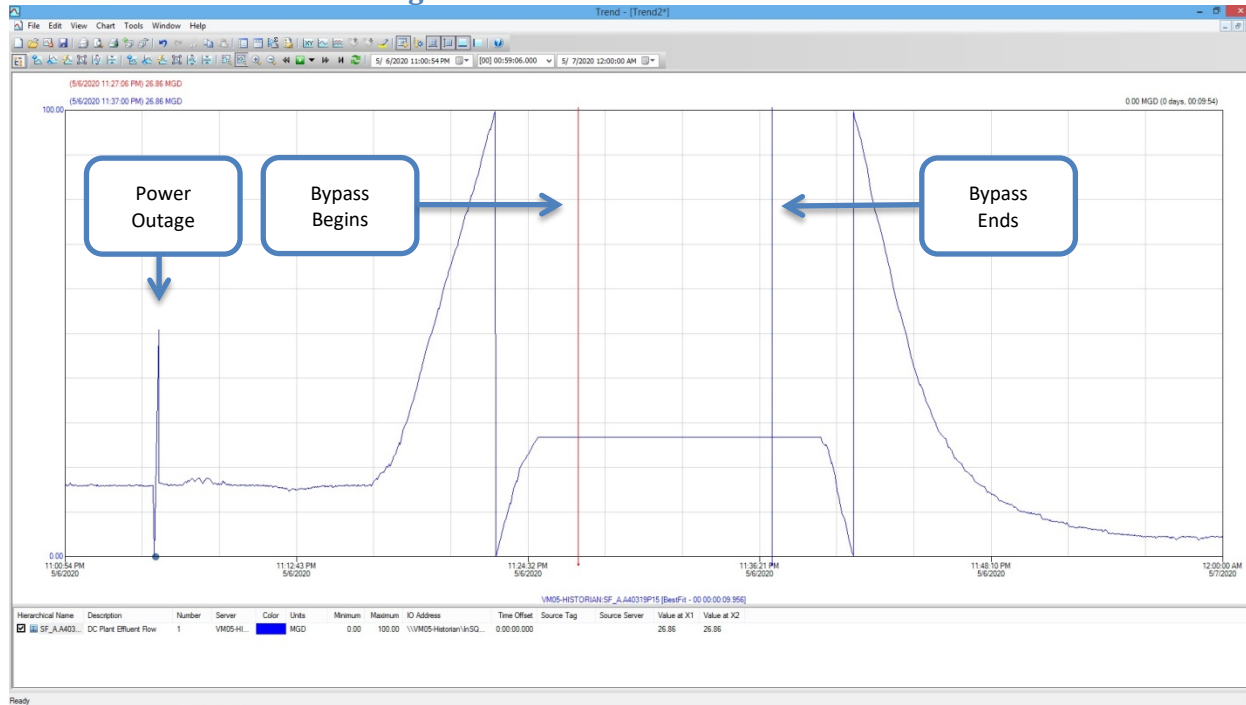 Trend - [Trend2*]
File Edit View Chart Tools Window Help
5/ 6/2020 11:00:54 PM [00] 00:59:06.000 5/ 7/2020 12:00:00 AM
(5/6/2020 11:27:06 PM) 26.86 MGD
(5/6/2020 11:37:00 PM) 26.86 MGD
0.00 MGD (0 days, 00:09:54)
100.00
Power
Outage
Bypass
Begins
Bypass
Ends
0.00
11:00:54 PM
5/6/2020
11:12:43 PM
5/6/2020
11:24:32 PM
5/6/2020
11:36:21 PM
5/6/2020
11:48:10 PM
5/6/2020
12:00:00 AM
5/7/2020
VM05-HISTORIAN:SF_A.A40319P15 [BestFit - 00 00:00:09.956]
Hierarchical Name Description Number Server Color Units Minimum Maximum IO Address Time Offset Source Tag Source Server Value at X1 Value at X2
SF_A.A403... DC Plant Effluent Flow 1 VM05-HI... MGD 0.00 100.00 \\VM05-Historian\InSQ... 0:00:00.000 26.86 26.86
Ready